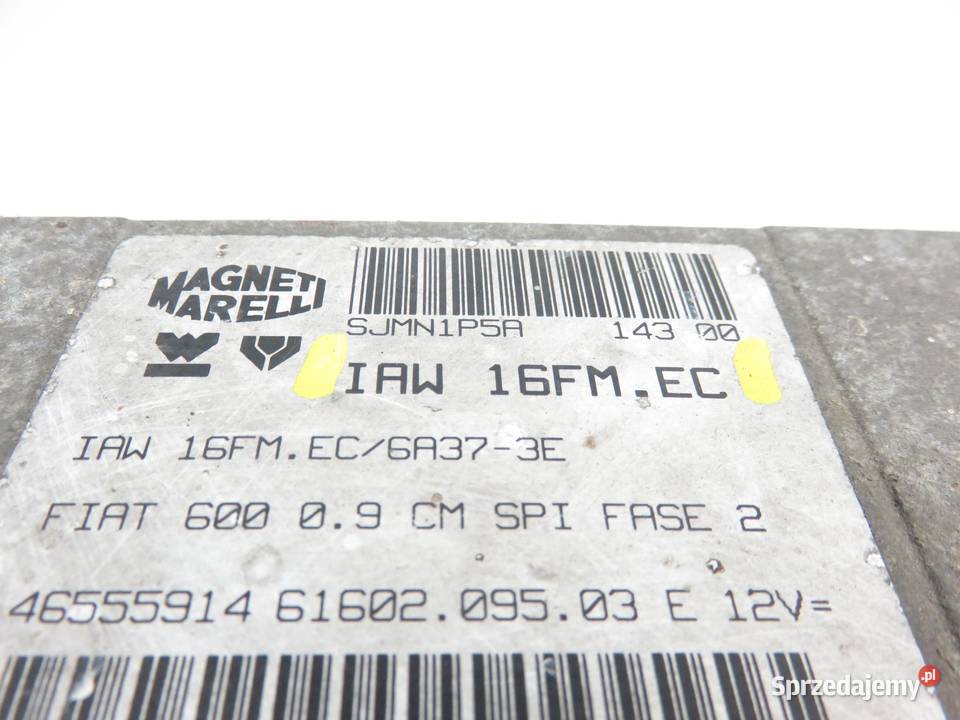 MAGNETI
MARELLI
SJMN1P5A 143 00
IAW 16FM.EC
IAW 16FM.EC/6A37-3E
FIAT 600 0.9 CM SPI FASE 2
46555914 61602.095.03 E 12V=
Sprzedajemy.pl